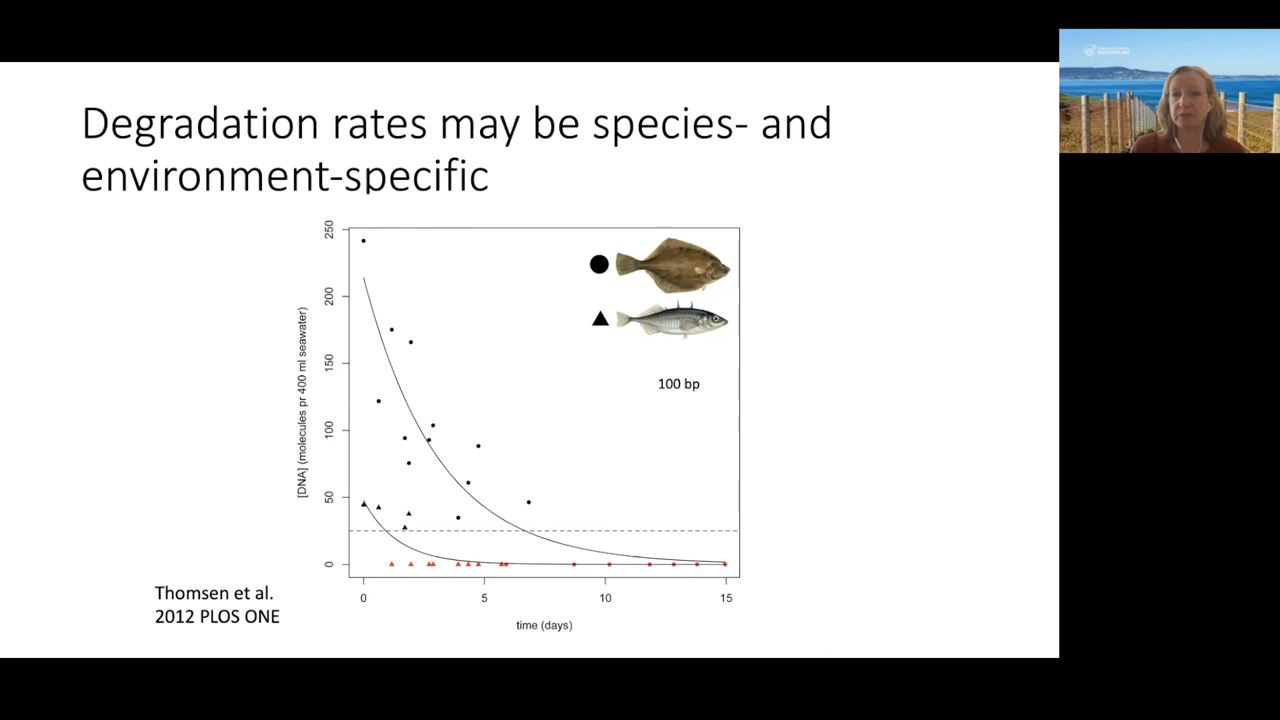 Degradation rates may be species- and
environment-specific
250
200
150
100
50
0
[DNA] (molecules pr 400 ml seawater)
100 bp
0
5
10
15
time (days)
Thomsen et al.
2012 PLOS ONE